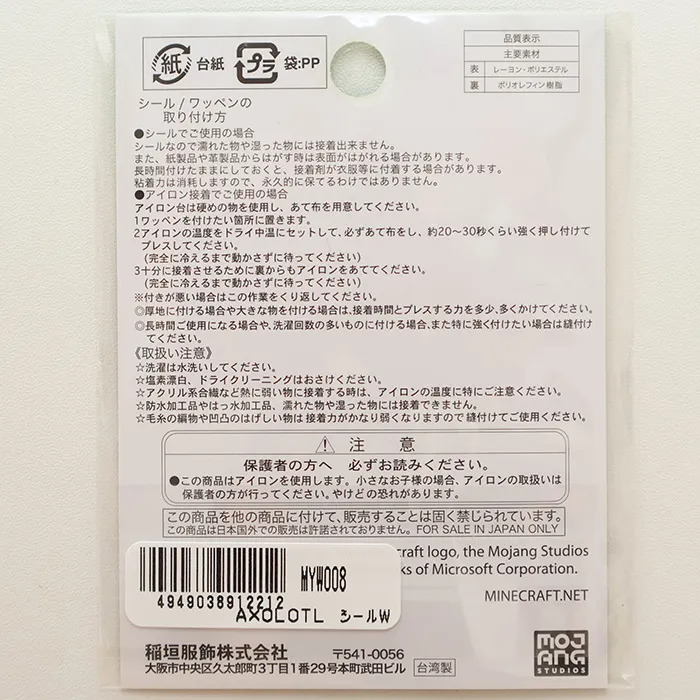 紙 台紙 プラ 袋:PP
品質表示
主要素材
表 レーヨン・ポリエステル
裏 ポリオレフィン樹脂
シール / ワッペンの
取り付け方
●シールでご使用の場合
シールなので濡れた物や湿った物には接着出来ません。
また、紙製品や革製品からはがす時は表面がはがれる場合があります。
長時間付けたままにしておくと、接着剤が衣服等に付着する場合があります。
粘着力は消耗しますので、永久的に保てるわけではありません。
●アイロン接着でご使用の場合
アイロン台は硬めの物を使用し、あて布を用意してください。
1ワッペンを付けたい箇所に置きます。
2アイロンの温度をドライ中温にセットして、必ずあて布をし、約20〜30秒くらい強く押し付けて
プレスしてください。
(完全に冷えるまで動かさずに待ってください)
3十分に接着させるために裏からもアイロンをあててください。
(完全に冷えるまで動かさずに待ってください)
※付きが悪い場合はこの作業をくり返してください。
◎厚地に付ける場合や大きな物を付ける場合は、接着時間とプレスする力を多少、多くかけてください。
◎長時間ご使用になる場合や、洗濯回数の多いものに付ける場合、また特に強く付けたい場合は縫付け
てください。
《取扱い注意》
☆洗濯は水洗いしてください。
☆塩素漂白、ドライクリーニングはおさけください。
☆アクリル系合繊など熱に弱い物に接着する時は、アイロンの温度に特にご注意ください。
☆防水加工品やはっ水加工品、濡れた物や湿った物には接着できません。
☆毛糸の編物や凹凸のはげしい物は 接着力がかなり弱くなりますので 縫付けてご使用ください。
⚠ 注 意
保護者の方へ 必ずお読みください。
●この商品はアイロンを使用します。小さなお子様の場合、アイロンの取扱いは
保護者の方が行ってください。やけどの恐れがあります。
この商品を他の商品に付けて、販売することは固く禁じられています。
この商品は日本国外での販売は許諾されておりません。 FOR SALE IN JAPAN ONLY
craft logo, the Mojang Studios
ks of Microsoft Corporation.
MINECRAFT.NET
MYW008
4949038912212
AXOLOTL シールW
稲垣服飾株式会社 〒541-0056
大阪市中央区久太郎町3丁目1番29号本町武田ビル 台湾製
MOJANG
STUDIOS